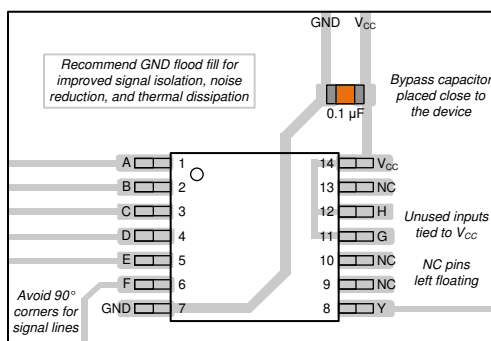 GND VCC
Recommend GND flood fill for
improved signal isolation, noise
reduction, and thermal dissipation
Bypass capacitor
placed close to
the device
0.1 µF
A 1 14 VCC
B 2 13 NC
C 3 12 H
D 4 11 G
E 5 10 NC
F 6 9 NC
GND 7 8 Y
Unused inputs
tied to VCC
NC pins
left floating
Avoid 90°
corners for
signal lines